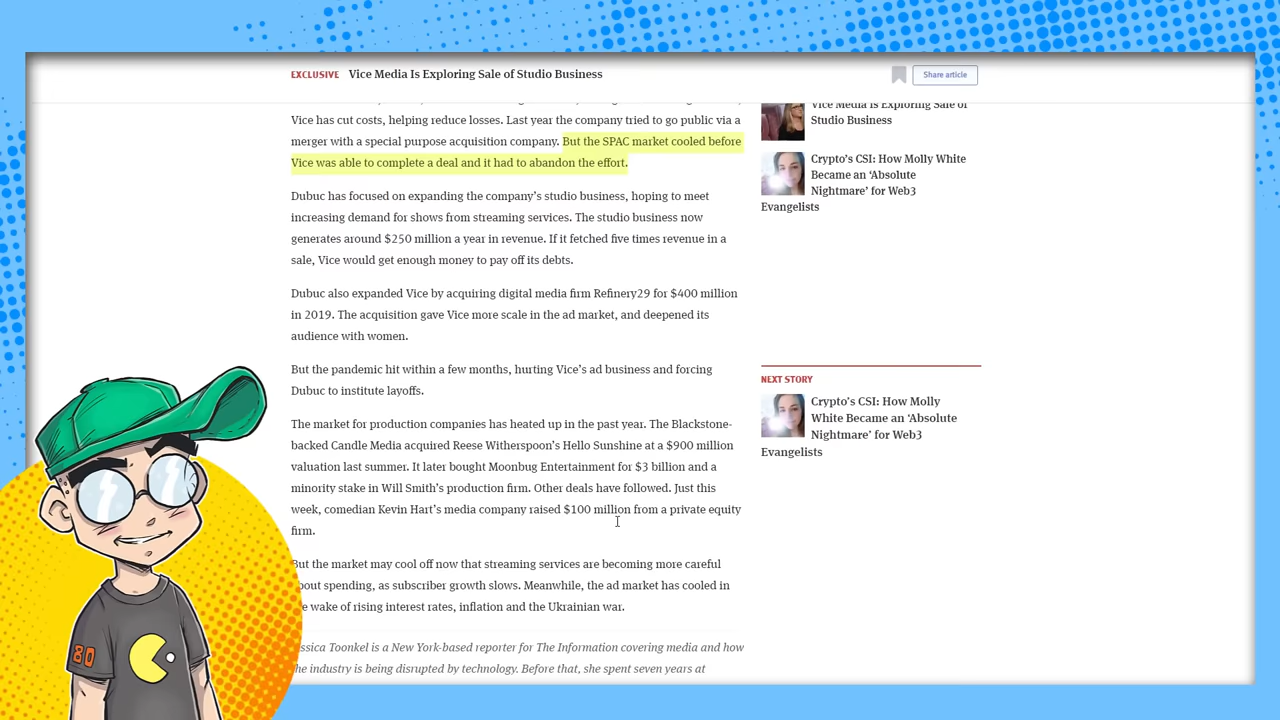 EXCLUSIVE Vice Media Is Exploring Sale of Studio Business
Share article
Vice has cut costs, helping reduce losses. Last year the company tried to go public via a
merger with a special purpose acquisition company. But the SPAC market cooled before
Vice was able to complete a deal and it had to abandon the effort.
Dubuc has focused on expanding the company's studio business, hoping to meet
increasing demand for shows from streaming services. The studio business now
generates around $250 million a year in revenue. If it fetched five times revenue in a
sale, Vice would get enough money to pay off its debts.
Dubuc also expanded Vice by acquiring digital media firm Refinery29 for $400 million
in 2019. The acquisition gave Vice more scale in the ad market, and deepened its
audience with women.
But the pandemic hit within a few months, hurting Vice's ad business and forcing
Dubuc to institute layoffs.
The market for production companies has heated up in the past year. The Blackstone-
backed Candle Media acquired Reese Witherspoon's Hello Sunshine at a $900 million
valuation last summer. It later bought Moonbug Entertainment for $3 billion and a
minority stake in Will Smith's production firm. Other deals have followed. Just this
week, comedian Kevin Hart's media company raised $100 million from a private equity
firm.
But the market may cool off now that streaming services are becoming more careful
about spending, as subscriber growth slows. Meanwhile, the ad market has cooled in
wake of rising interest rates, inflation and the Ukrainian war.
Toonkel is a New York-based reporter for The Information covering media and how
the industry is being disrupted by technology. Before that, she spent seven years at
Vice Media Is Exploring Sale of
Studio Business
Crypto's CSI: How Molly White
Became an 'Absolute
Nightmare' for Web3
Evangelists
NEXT STORY
Crypto's CSI: How Molly
White Became an 'Absolute
Nightmare' for Web3
Evangelists
80